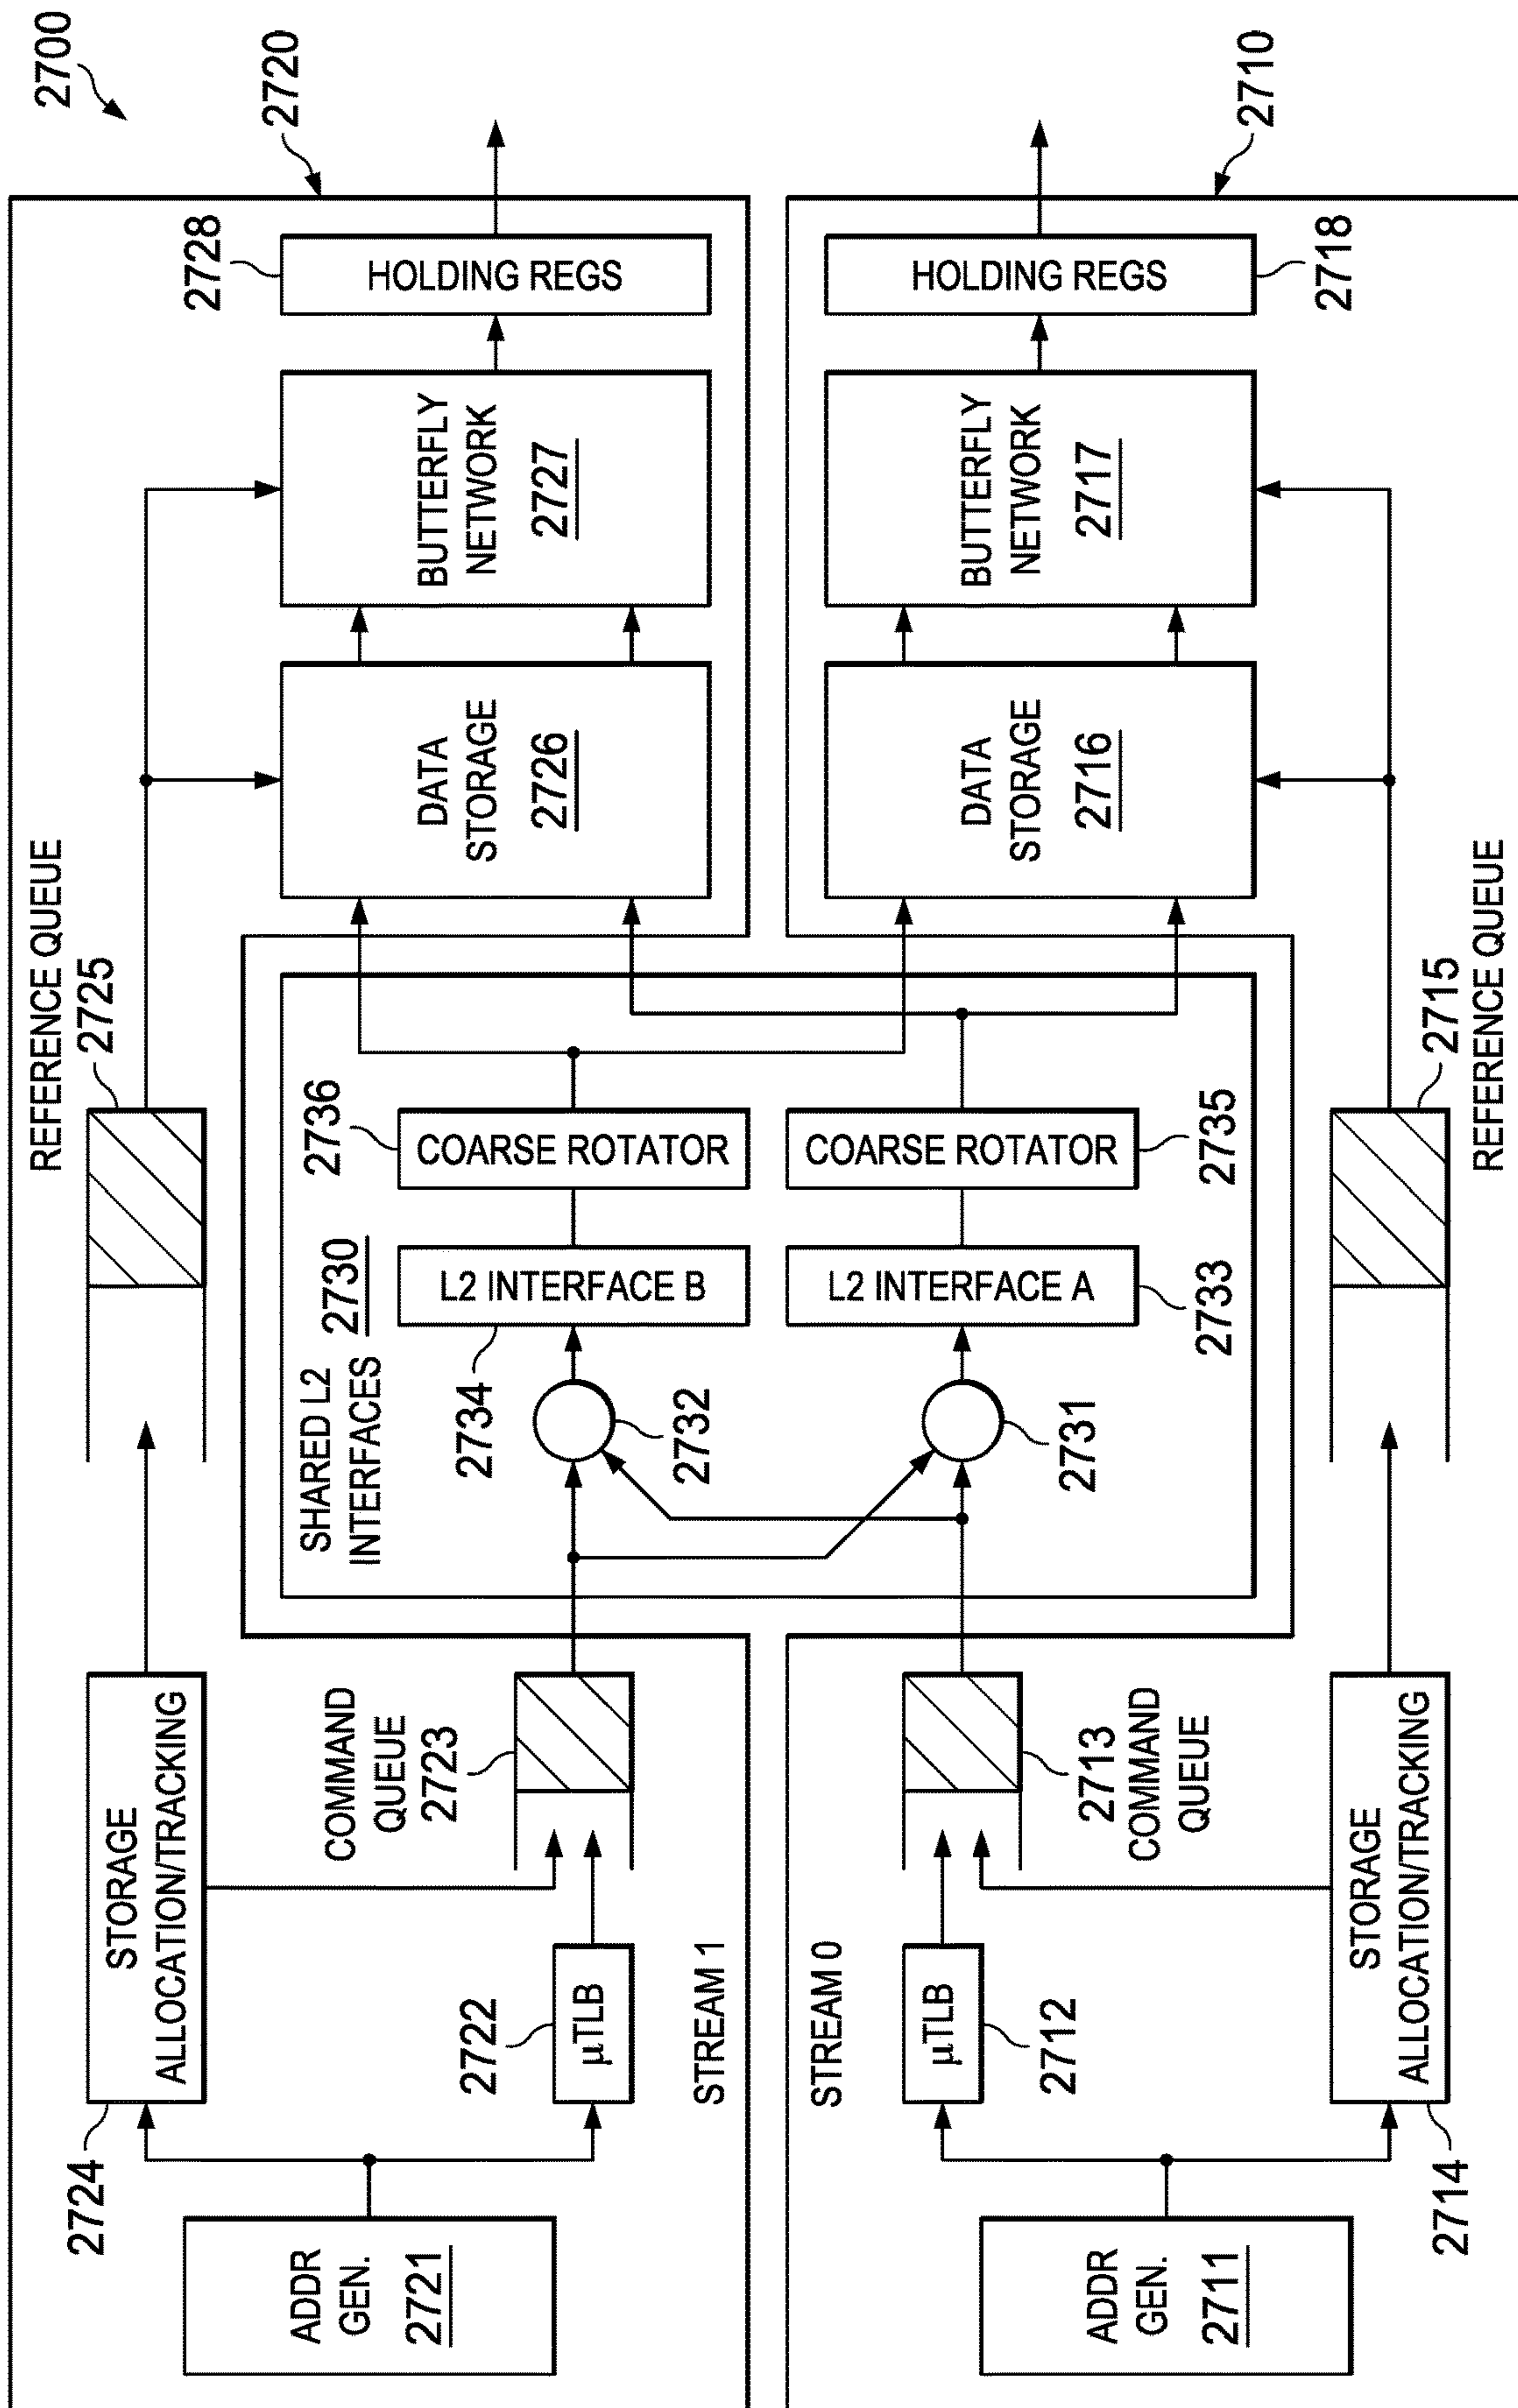 2700
2720
2710
ADDR
GEN.
2721
2724
STORAGE
ALLOCATION/TRACKING
2722
µTLB
STREAM 1
COMMAND
QUEUE
2723
REFERENCE QUEUE
2725
SHARED L2
INTERFACES
2730
2734
L2 INTERFACE B
2732
2736
COARSE ROTATOR
DATA
STORAGE
2726
BUTTERFLY
NETWORK
2727
2728
HOLDING REGS
L2 INTERFACE A
2733
2731
COARSE ROTATOR
2735
ADDR
GEN.
2711
STREAM 0
µTLB
2712
2713
COMMAND
QUEUE
STORAGE
ALLOCATION/TRACKING
2714
2715
REFERENCE QUEUE
DATA
STORAGE
2716
BUTTERFLY
NETWORK
2717
HOLDING REGS
2718